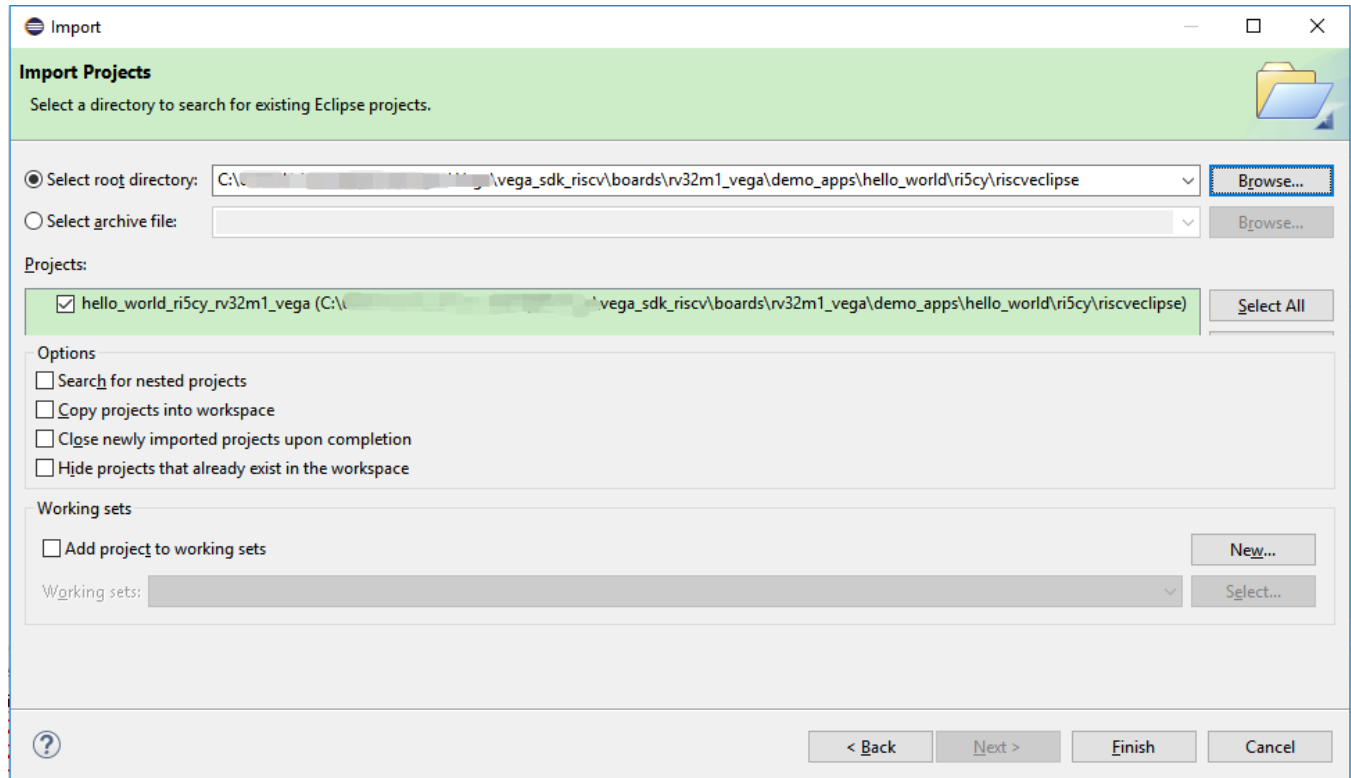 Import
Import Projects
Select a directory to search for existing Eclipse projects.
Select root directory: C:\ \vega_sdk_riscv\boards\rv32m1_vega\demo_apps\hello_world\ri5cy\riscveclipse Browse...
Select archive file: Browse...
Projects:
hello_world_ri5cy_rv32m1_vega (C:\ \vega_sdk_riscv\boards\rv32m1_vega\demo_apps\hello_world\ri5cy\riscveclipse) Select All
Options
Search for nested projects
Copy projects into workspace
Close newly imported projects upon completion
Hide projects that already exist in the workspace
Working sets
Add project to working sets New...
Working sets: Select...
? < Back Next > Finish Cancel